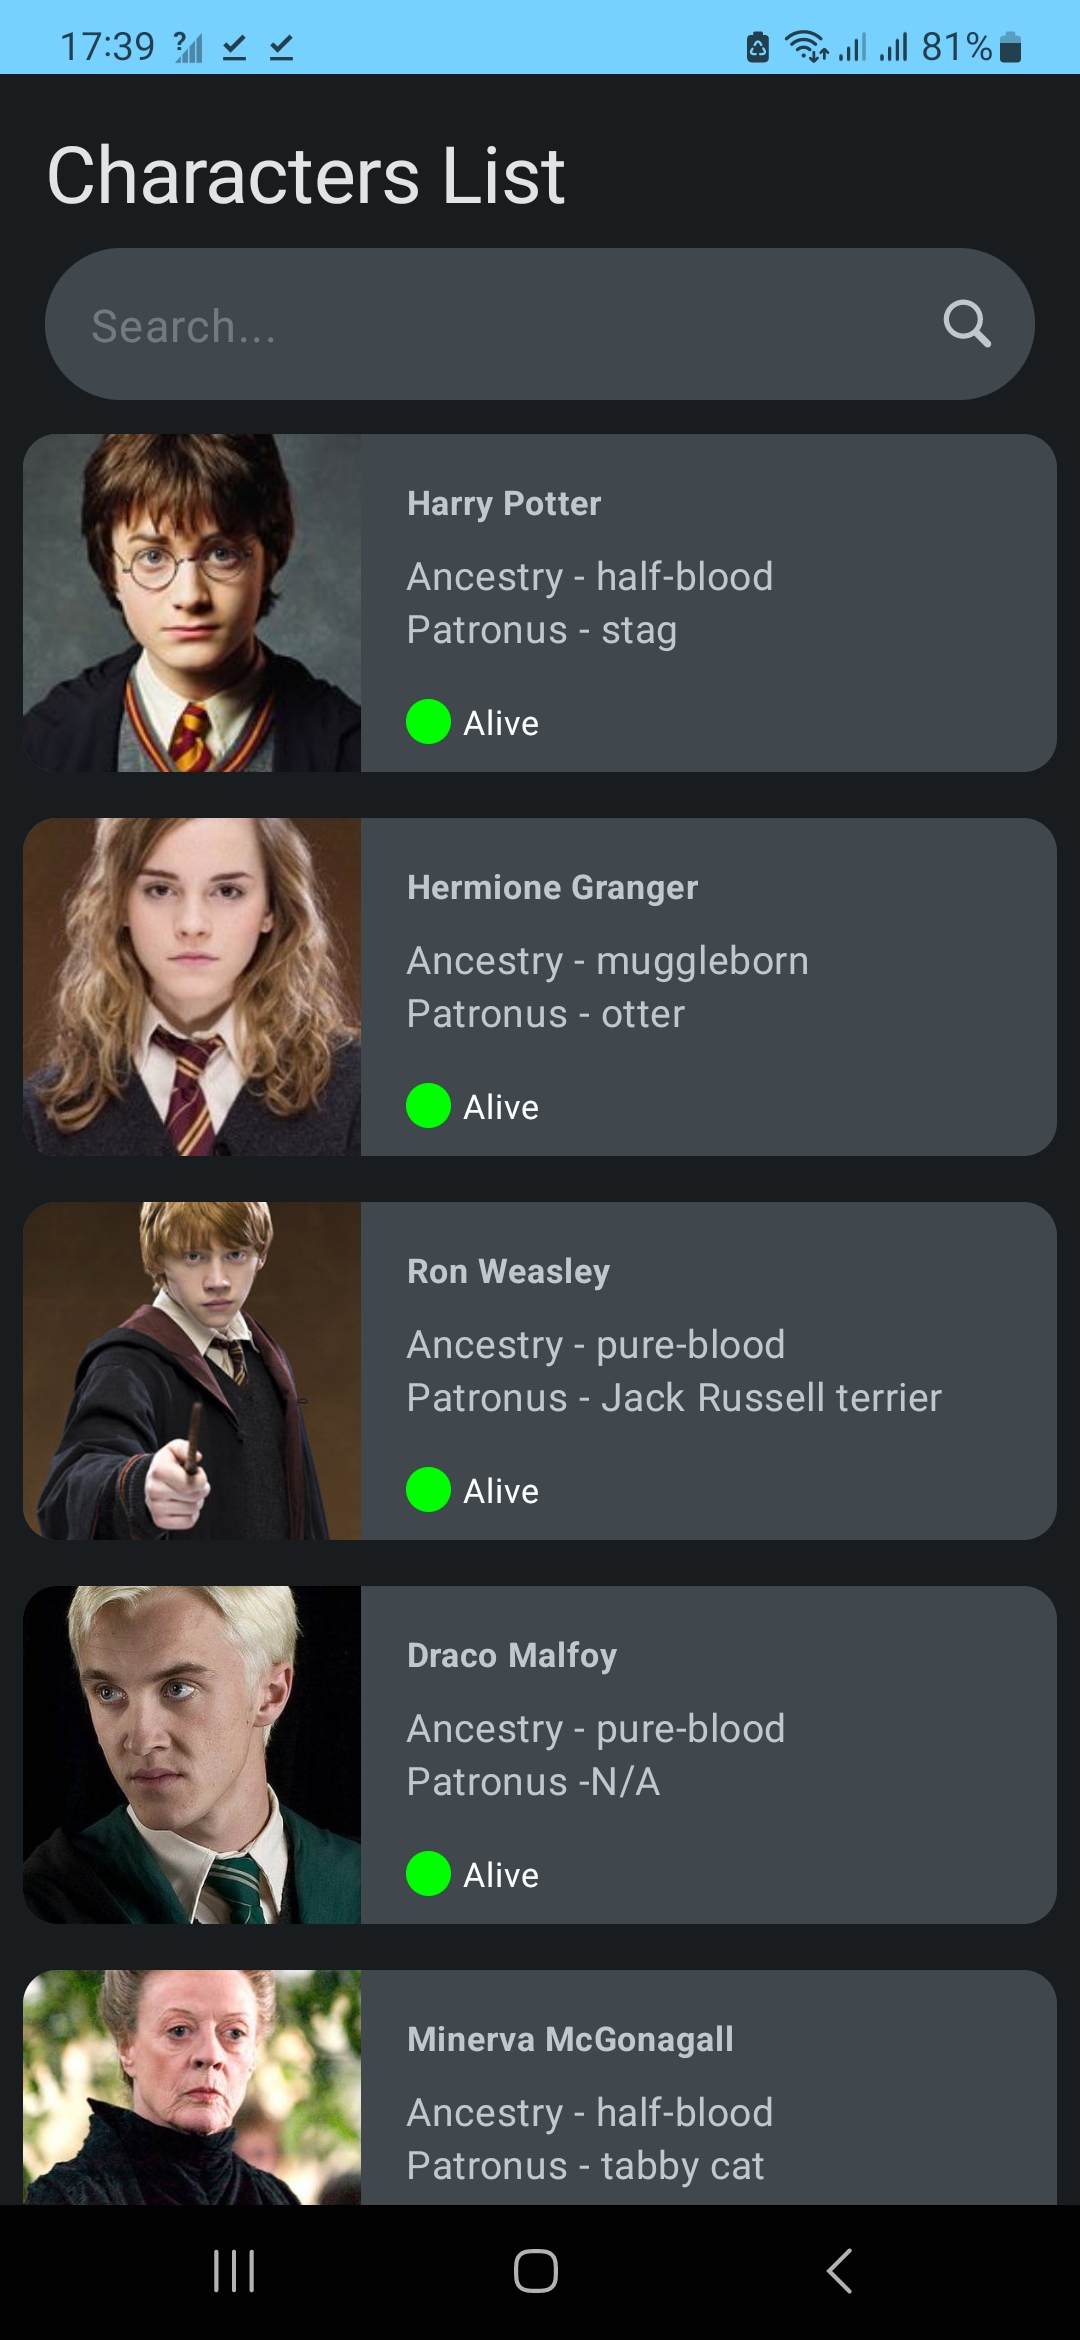 17:39
81%
Characters List
Search...
Harry Potter
Ancestry - half-blood
Patronus - stag
Alive
Hermione Granger
Ancestry - muggleborn
Patronus - otter
Alive
Ron Weasley
Ancestry - pure-blood
Patronus - Jack Russell terrier
Alive
Draco Malfoy
Ancestry - pure-blood
Patronus -N/A
Alive
Minerva McGonagall
Ancestry - half-blood
Patronus - tabby cat